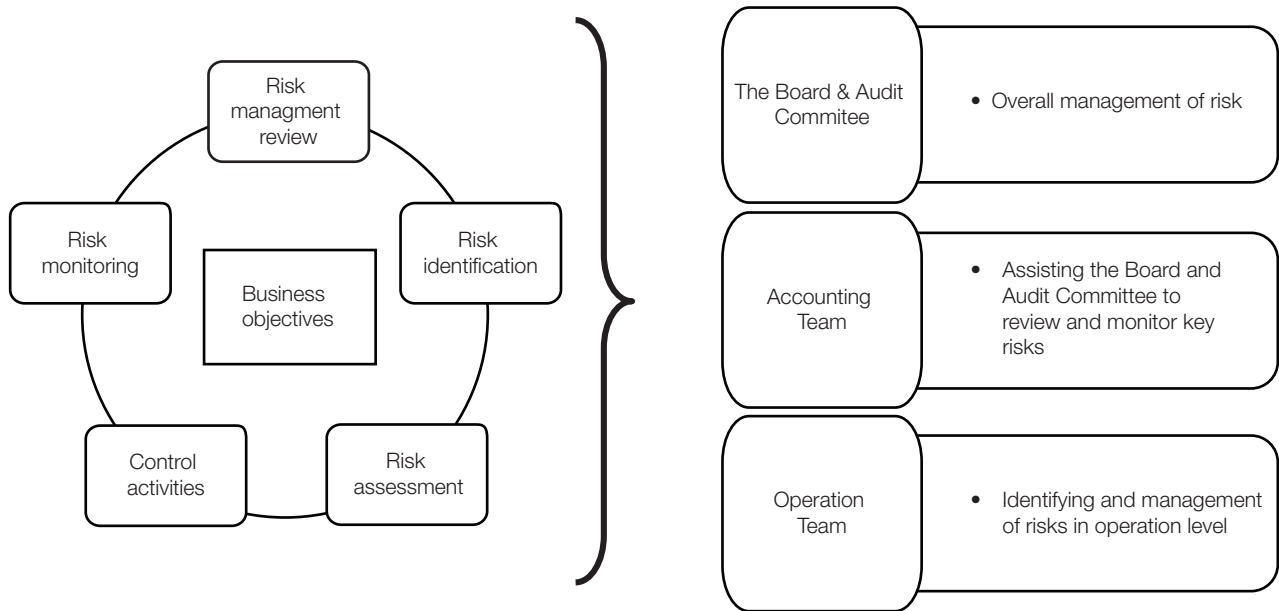 Risk
managment
review
Risk
monitoring
Risk
identification
Business
objectives
Control
activities
Risk
assessment
The Board & Audit
Commitee
• Overall management of risk
Accounting
Team
• Assisting the Board and
Audit Committee to
review and monitor key
risks
Operation
Team
• Identifying and management
of risks in operation level